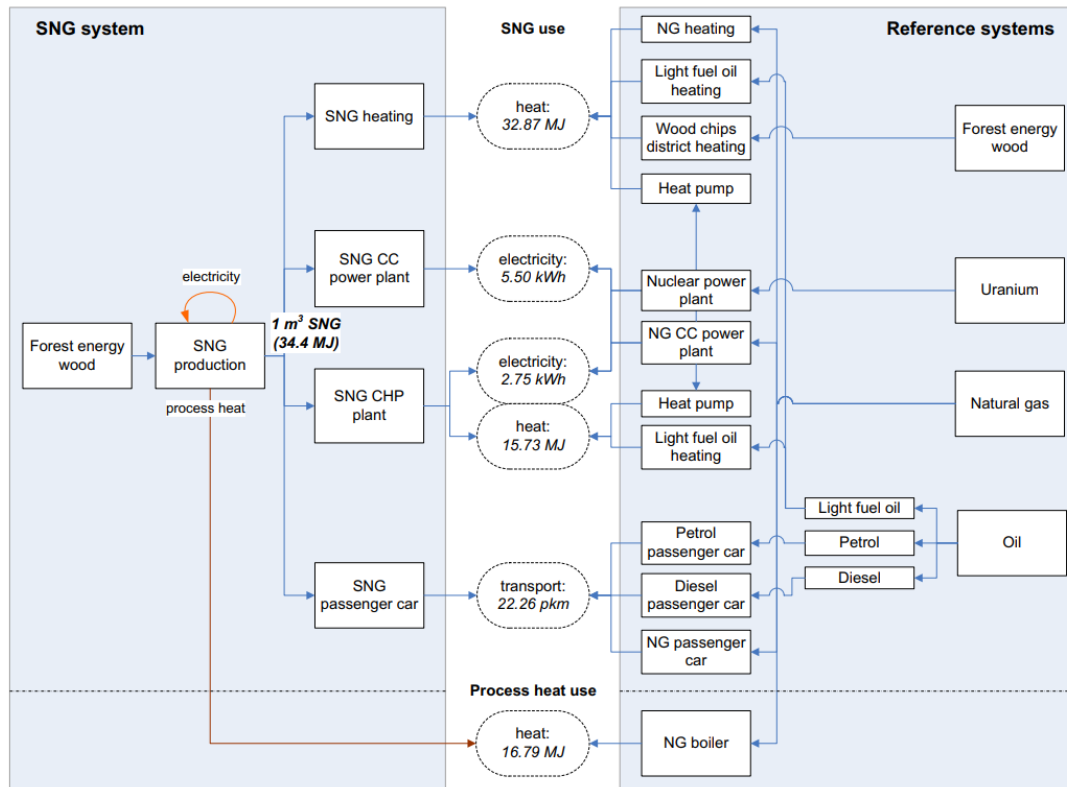 SNG system
SNG use
Reference systems
SNG heating
heat:
32.87 MJ
NG heating
Light fuel oil
heating
Wood chips
district heating
Forest energy
wood
Heat pump
electricity
SNG CC
power plant
electricity:
5.50 kWh
Nuclear power
plant
Uranium
Forest energy
wood
SNG
production
1 m³ SNG
(34.4 MJ)
NG CC power
plant
process heat
SNG CHP
plant
electricity:
2.75 kWh
heat:
15.73 MJ
Heat pump
Light fuel oil
heating
Natural gas
Light fuel oil
Petrol
Diesel
Oil
SNG
passenger car
transport:
22.26 pkm
Petrol
passenger car
Diesel
passenger car
NG passenger
car
Process heat use
heat:
16.79 MJ
NG boiler